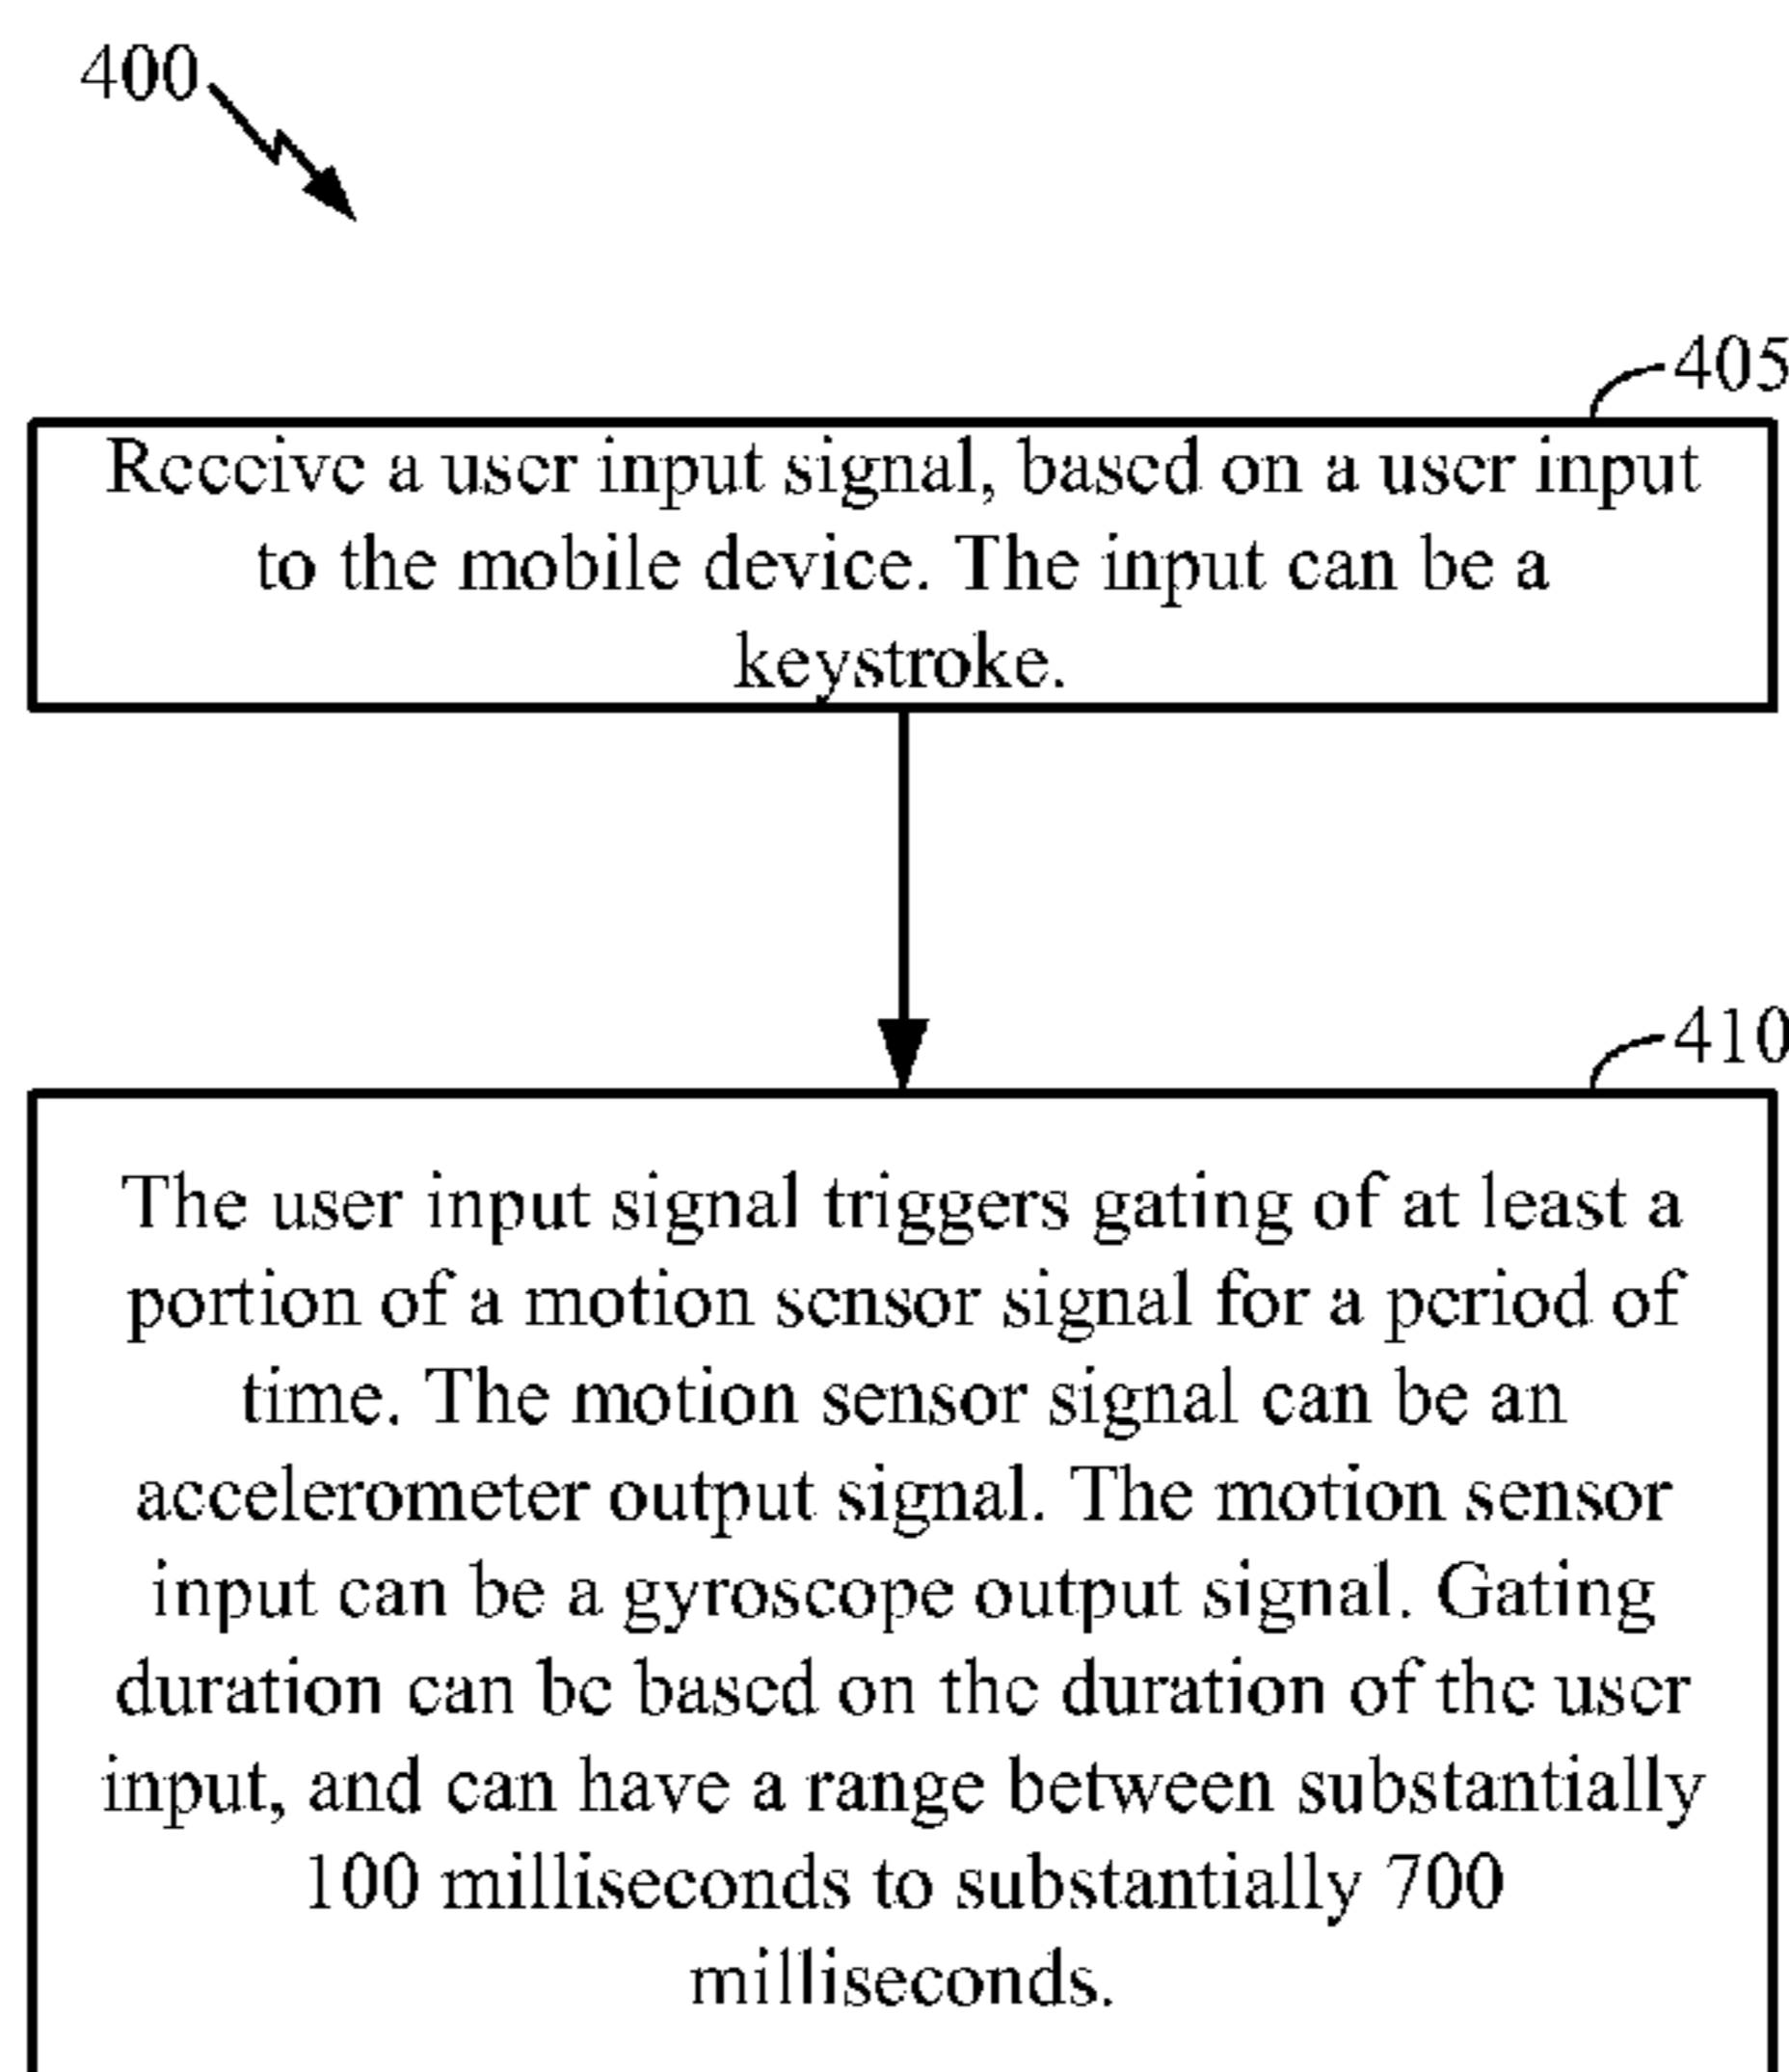 400
405
Receive a user input signal, based on a user input
to the mobile device. The input can be a
keystroke.
410
The user input signal triggers gating of at least a
portion of a motion sensor signal for a period of
time. The motion sensor signal can be an
accelerometer output signal. The motion sensor
input can be a gyroscope output signal. Gating
duration can be based on the duration of the user
input, and can have a range between substantially
100 milliseconds to substantially 700
milliseconds.